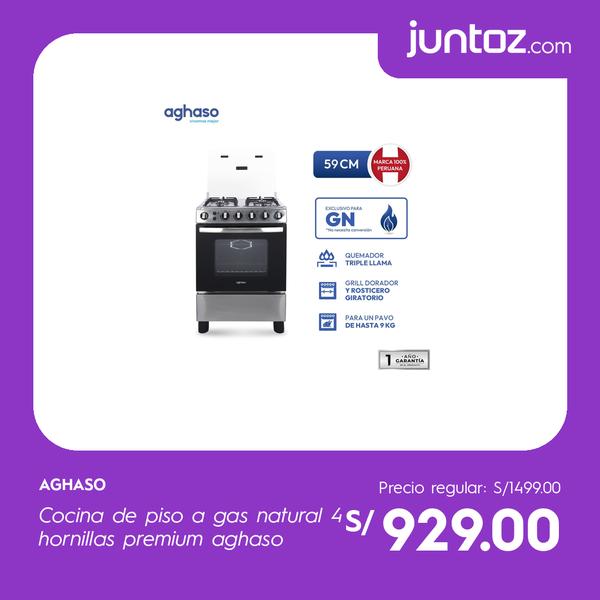 juntoz.com
aghaso
59 CM
MARCA 100%
PERUANA
EXCLUSIVO PARA
GN
*No necesita conversión
QUEMADOR
TRIPLE LLAMA
GRILL DORADOR
Y ROSTICERO
GIRATORIO
PARA UN PAVO
DE HASTA 9 KG
1 AÑO
GARANTÍA
AGHASO
Cocina de piso a gas natural 4
hornillas premium aghaso
Precio regular: S/1499.00
S/ 929.00